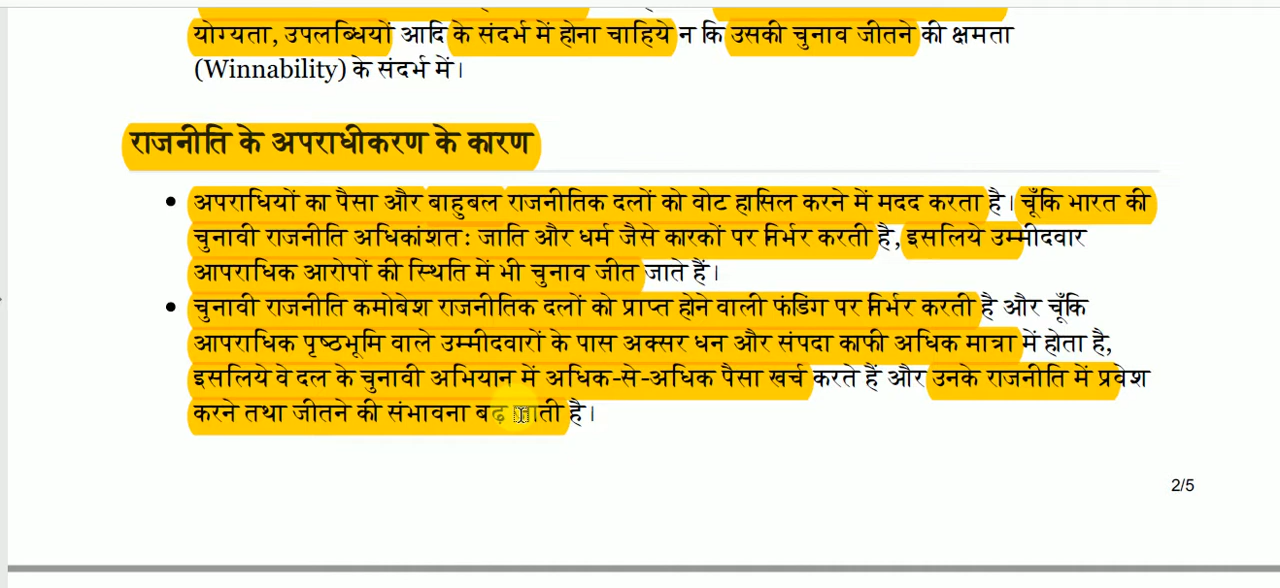 योग्यता, उपलब्धियों आदि के संदर्भ में होना चाहिये न कि उसकी चुनाव जीतने की क्षमता
(Winnability) के संदर्भ में।
राजनीति के अपराधीकरण के कारण
• अपराधियों का पैसा और बाहुबल राजनीतिक दलों को वोट हासिल करने में मदद करता है। चूँकि भारत की
चुनावी राजनीति अधिकांशतः जाति और धर्म जैसे कारकों पर निर्भर करती है, इसलिये उम्मीदवार
आपराधिक आरोपों की स्थिति में भी चुनाव जीत जाते हैं।
• चुनावी राजनीति कमोबेश राजनीतिक दलों को प्राप्त होने वाली फंडिंग पर निर्भर करती है और चूँकि
आपराधिक पृष्ठभूमि वाले उम्मीदवारों के पास अक्सर धन और संपदा काफी अधिक मात्रा में होता है,
इसलिये वे दल के चुनावी अभियान में अधिक-से-अधिक पैसा खर्च करते हैं और उनके राजनीति में प्रवेश
करने तथा जीतने की संभावना बढ़ जाती है।
2/5